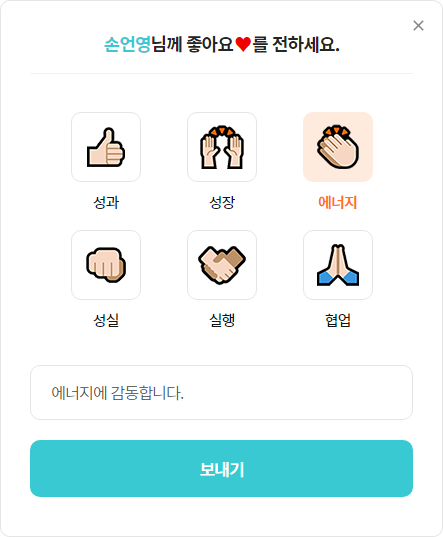 손언영님께 좋아요♥를 전하세요.
성과 성장 에너지
성실 실행 협업
에너지에 감동합니다.
보내기